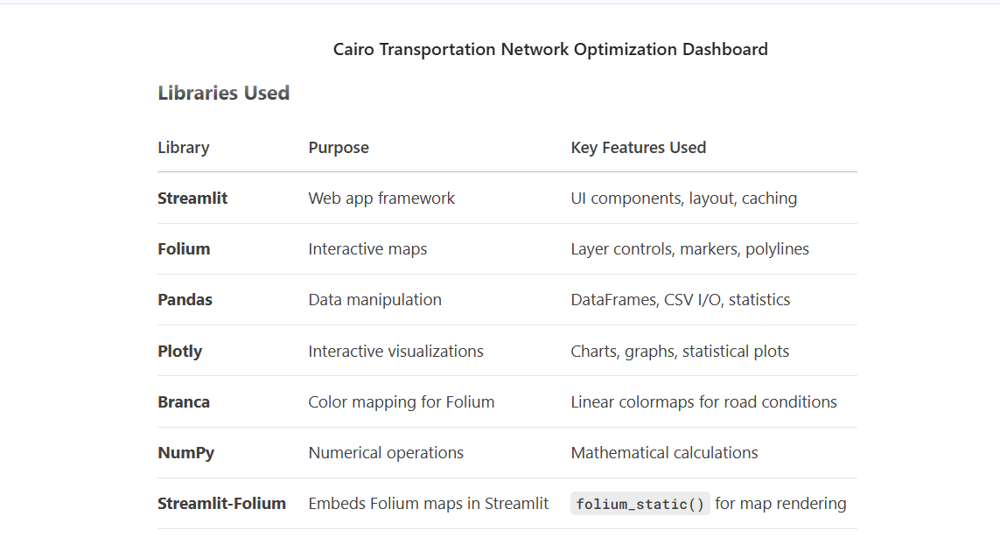 Cairo Transportation Network Optimization Dashboard
Libraries Used
Library Purpose Key Features Used
Streamlit Web app framework UI components, layout, caching
Folium Interactive maps Layer controls, markers, polylines
Pandas Data manipulation DataFrames, CSV I/O, statistics
Plotly Interactive visualizations Charts, graphs, statistical plots
Branca Color mapping for Folium Linear colormaps for road conditions
NumPy Numerical operations Mathematical calculations
Streamlit-Folium Embeds Folium maps in Streamlit folium_static() for map rendering